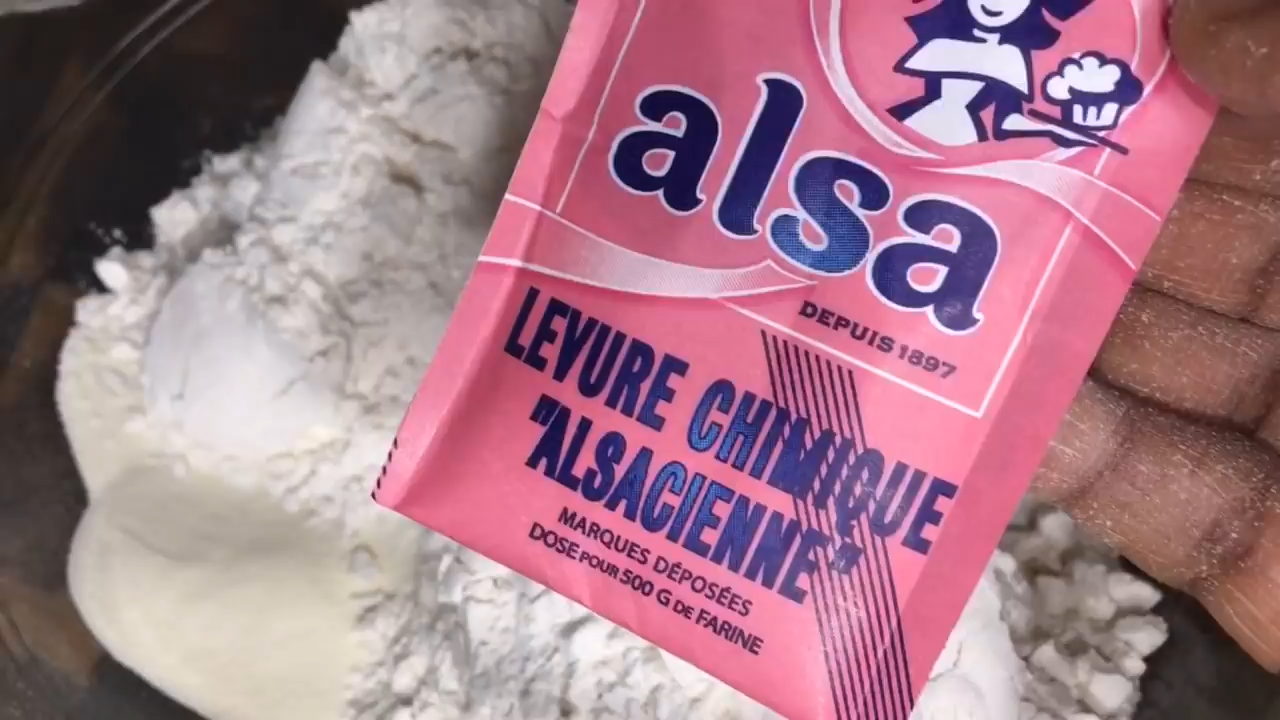 alsa
DEPUIS 1897
LEVURE CHIMIQUE
"ALSACIENNE"
MARQUES DÉPOSÉES
DOSE POUR 500 G DE FARINE